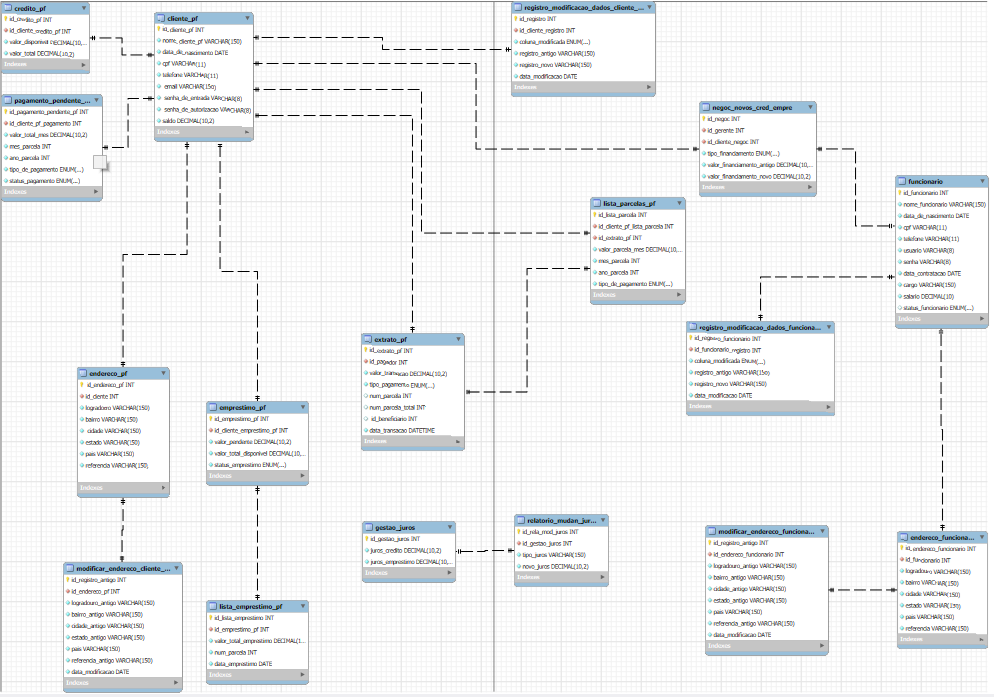 credito_pf
id_credito_pf INT
id_cliente_credito_pf INT
valor_disponivel DECIMAL(10,...
valor_total DECIMAL(10,2)
Indexes
pagamento_pendente_...
id_pagamento_pendente_pf INT
id_cliente_pf_pagamento INT
valor_total_mes DECIMAL(10,2)
mes_parcela INT
ano_parcela INT
tipo_de_pagamento ENUM(...)
status_pagamento ENUM(...)
Indexes
cliente_pf
id_cliente_pf INT
nome_cliente_pf VARCHAR(150)
data_de_nascimento DATE
cpf VARCHAR(11)
telefone VARCHAR(11)
email VARCHAR(150)
senha_de_entrada VARCHAR(8)
senha_de_autorizacao VARCHAR(8)
saldo DECIMAL(10,2)
Indexes
registro_modificacao_dados_cliente_...
id_registro INT
id_cliente_registro INT
coluna_modificada ENUM(...)
registro_antigo VARCHAR(150)
registro_novo VARCHAR(150)
data_modificacao DATE
Indexes
negoc_novos_cred_empre
id_negoc INT
id_gerente INT
id_cliente_negoc INT
tipo_financiamento ENUM(...)
valor_financiamento_antigo DECIMAL(10,...
valor_financiamento_novo DECIMAL(10,2)
Indexes
funcionario
id_funcionario INT
nome_funcionario VARCHAR(150)
data_de_nascimento DATE
cpf VARCHAR(11)
telefone VARCHAR(11)
usuario VARCHAR(8)
senha VARCHAR(8)
data_contratacao DATE
cargo VARCHAR(150)
salario DECIMAL(10)
status_funcionario ENUM(...)
Indexes
lista_parcelas_pf
id_lista_parcela INT
id_cliente_pf_lista_parcela INT
id_extrato_pf INT
valor_parcela_mes DECIMAL(10,...
mes_parcela INT
ano_parcela INT
tipo_de_pagamento ENUM(...)
Indexes
registro_modificacao_dados_funciona...
id_registro_funcionario INT
id_funcionario_registro INT
coluna_modificada ENUM(...)
registro_antigo VARCHAR(150)
registro_novo VARCHAR(150)
data_modificacao DATE
Indexes
extrato_pf
id_extrato_pf INT
id_pagador INT
valor_transacao DECIMAL(10,2)
tipo_pagamento ENUM(...)
num_parcela INT
num_parcela_total INT
id_beneficiario INT
data_transacao DATETIME
Indexes
endereco_pf
id_endereco_pf INT
id_cliente INT
logradouro VARCHAR(150)
bairro VARCHAR(150)
cidade VARCHAR(150)
estado VARCHAR(150)
pais VARCHAR(150)
referencia VARCHAR(150)
Indexes
emprestimo_pf
id_emprestimo_pf INT
id_cliente_emprestimo_pf INT
valor_pendente DECIMAL(10,2)
valor_total_disponivel DECIMAL(10,...
status_emprestimo ENUM(...)
Indexes
gestao_juros
id_gestao_juros INT
juros_credito DECIMAL(10,2)
juros_emprestimo DECIMAL(10,...
Indexes
relatorio_mudan_jur...
id_rela_mod_juros INT
id_gestao_juros INT
tipo_juros VARCHAR(150)
novo_juros DECIMAL(10,2)
Indexes
modificar_endereco_funciona...
id_registro_antigo INT
id_endereco_funcionario INT
logradouro_antigo VARCHAR(150)
bairro_antigo VARCHAR(150)
cidade_antigo VARCHAR(150)
estado_antigo VARCHAR(150)
pais VARCHAR(150)
referencia_antigo VARCHAR(150)
data_modificacao DATE
Indexes
endereco_funciona...
id_endereco_funcionario INT
id_funcionario INT
logradouro VARCHAR(150)
bairro VARCHAR(150)
cidade VARCHAR(150)
estado VARCHAR(150)
pais VARCHAR(150)
referencia VARCHAR(150)
Indexes
modificar_endereco_cliente_...
id_registro_antigo INT
id_endereco_pf INT
logradouro_antigo VARCHAR(150)
bairro_antigo VARCHAR(150)
cidade_antigo VARCHAR(150)
estado_antigo VARCHAR(150)
pais VARCHAR(150)
referencia_antigo VARCHAR(150)
data_modificacao DATE
Indexes
lista_emprestimo_pf
id_lista_emprestimo INT
id_emprestimo_pf INT
valor_total_emprestimo DECIMAL(1...
num_parcela INT
data_emprestimo DATE
Indexes